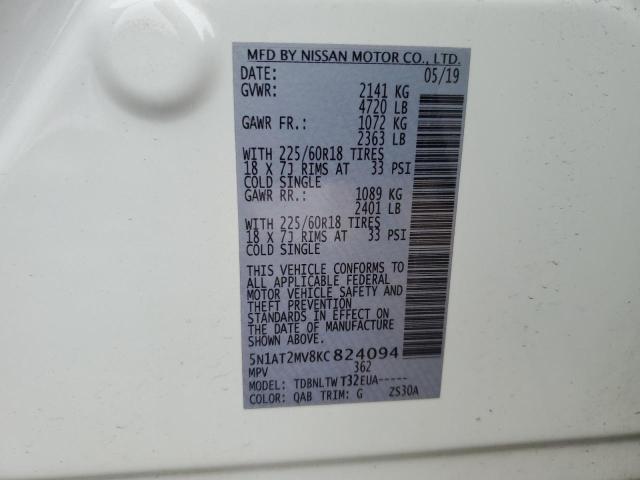 MFD BY NISSAN MOTOR CO., LTD.
DATE: 05/19
GVWR: 2141 KG
4720 LB
GAWR FR.: 1072 KG
2363 LB
WITH 225/60R18 TIRES
18 X 7J RIMS AT 33 PSI
COLD SINGLE
GAWR RR.: 1089 KG
2401 LB
WITH 225/60R18 TIRES
18 X 7J RIMS AT 33 PSI
COLD SINGLE
THIS VEHICLE CONFORMS TO
ALL APPLICABLE FEDERAL
MOTOR VEHICLE SAFETY AND
THEFT PREVENTION
STANDARDS IN EFFECT ON
THE DATE OF MANUFACTURE
SHOWN ABOVE.
5N1AT2MV8KC824094
MPV 362
MODEL: TDBNLTWT32EUA-----
COLOR: QAB TRIM: G ZS30A